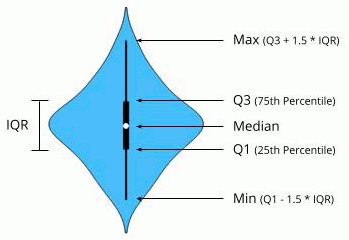 Max (Q3 + 1.5 * IQR)
Q3 (75th Percentile)
IQR
Median
Q1 (25th Percentile)
Min (Q1 - 1.5 * IQR)